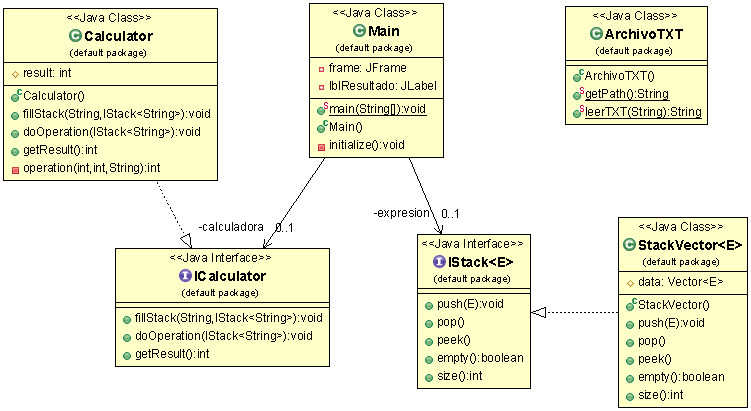 <<Java Class>>
Calculator
(default package)
result: int
Calculator()
fillStack(String,IStack<String>):void
doOperation(IStack<String>):void
getResult():int
operation(int,int,String):int
<<Java Class>>
Main
(default package)
frame: JFrame
lblResultado: JLabel
main(String[]):void
Main()
initialize():void
<<Java Class>>
ArchivoTXT
(default package)
ArchivoTXT()
getPath():String
leerTXT(String):String
-calculadora 0..1
-expresion 0..1
<<Java Interface>>
ICalculator
(default package)
fillStack(String,IStack<String>):void
doOperation(IStack<String>):void
getResult():int
<<Java Interface>>
IStack<E>
(default package)
push(E):void
pop()
peek()
empty():boolean
size():int
<<Java Class>>
StackVector<E>
(default package)
data: Vector<E>
StackVector()
push(E):void
pop()
peek()
empty():boolean
size():int